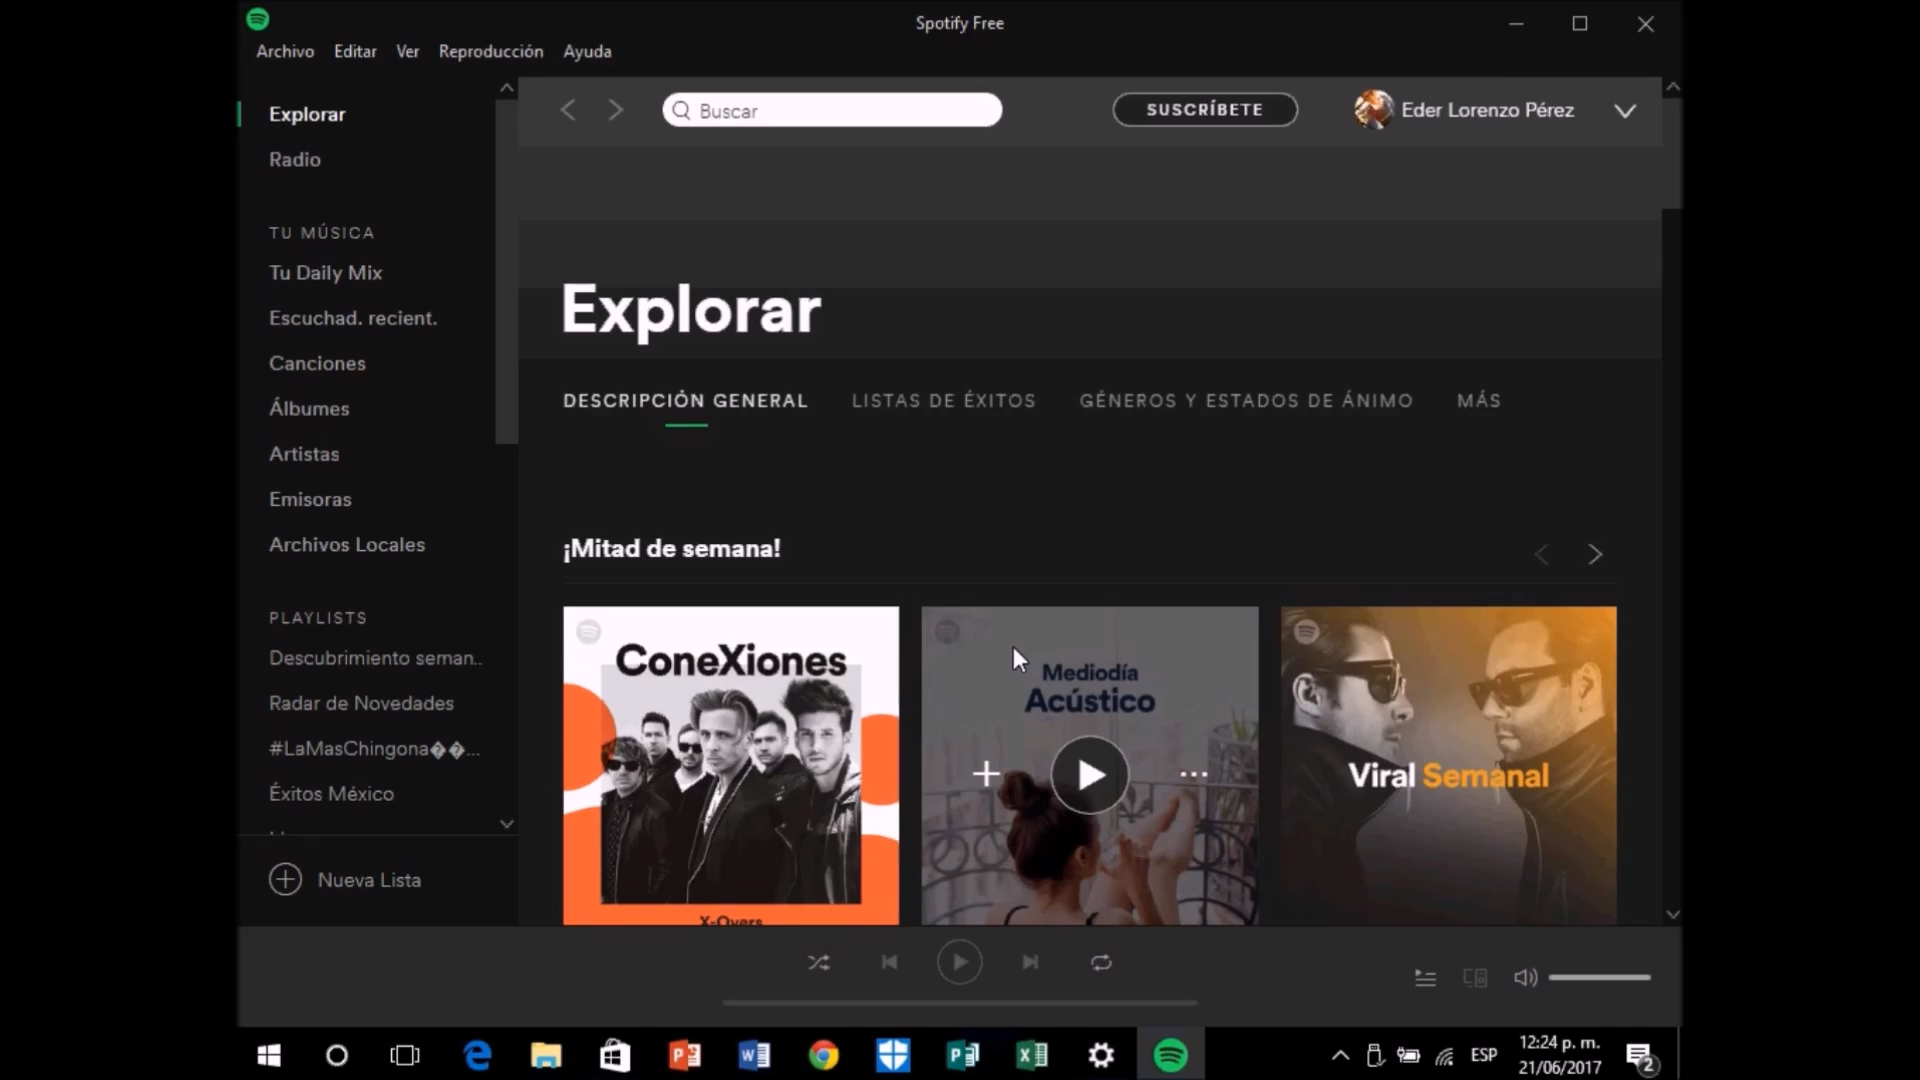 Spotify Free
Archivo Editar Ver Reproducción Ayuda
Explorar
Radio
TU MÚSICA
Tu Daily Mix
Escuchad. recient.
Canciones
Álbumes
Artistas
Emisoras
Archivos Locales
PLAYLISTS
Descubrimiento seman..
Radar de Novedades
#LaMasChingona��...
Éxitos México
Nueva Lista
Buscar
SUSCRÍBETE
Eder Lorenzo Pérez
Explorar
DESCRIPCIÓN GENERAL LISTAS DE ÉXITOS GÉNEROS Y ESTADOS DE ÁNIMO MÁS
¡Mitad de semana!
ConeXiones
X-Overs
Mediodía
Acústico
Viral Semanal
ESP
12:24 p. m.
21/06/2017
2